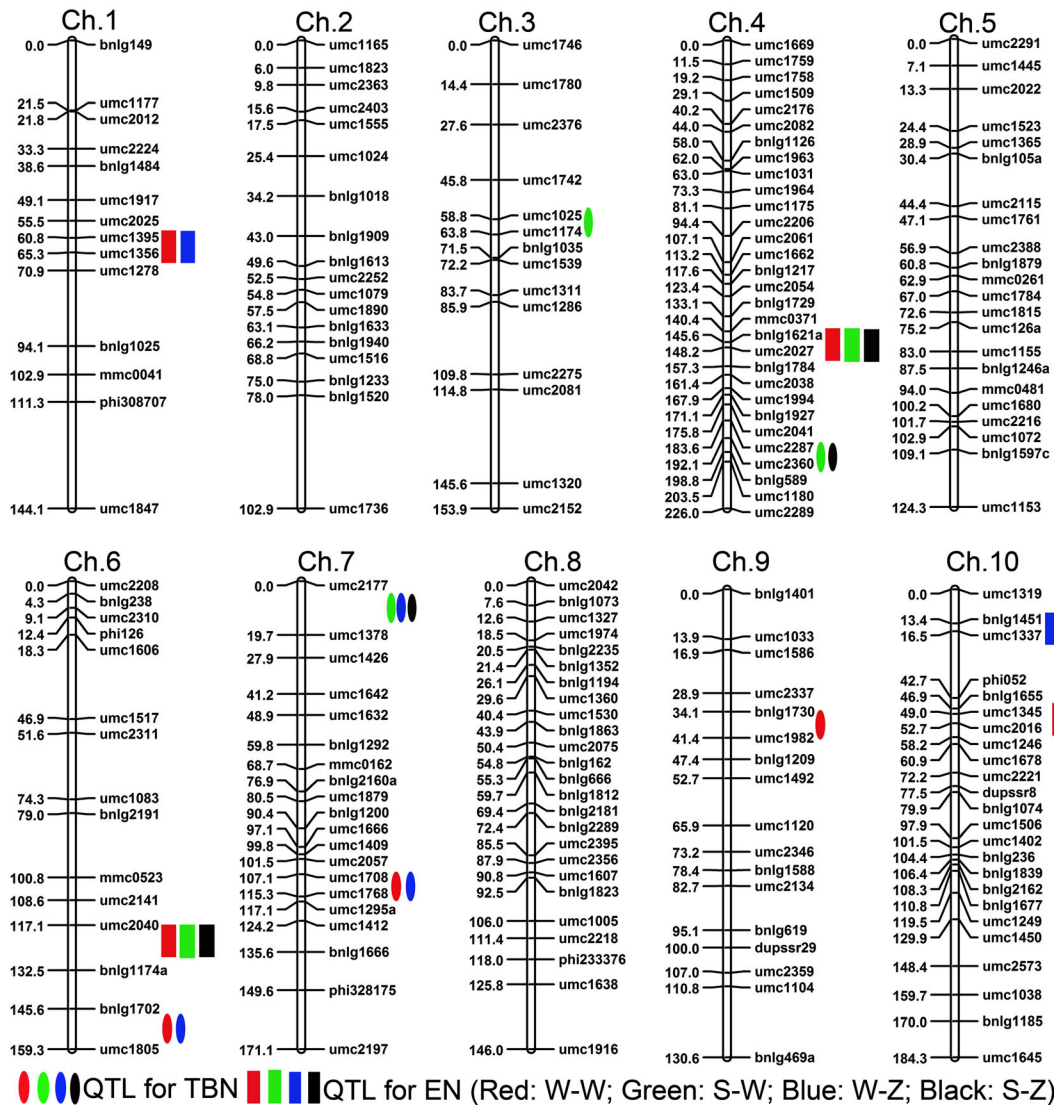 Ch.1
0.0 bnlg149
21.5 umc1177
21.8 umc2012
33.3 umc2224
38.6 bnlg1484
49.1 umc1917
55.5 umc2025
60.8 umc1395
65.3 umc1356
70.9 umc1278
94.1 bnlg1025
102.9 mmc0041
111.3 phi308707
144.1 umc1847
Ch.2
0.0 umc1165
6.0 umc1823
9.8 umc2363
15.6 umc2403
17.5 umc1555
25.4 umc1024
34.2 bnlg1018
43.0 bnlg1909
49.6 bnlg1613
52.5 umc2252
54.8 umc1079
57.5 umc1890
63.1 bnlg1633
66.2 bnlg1940
68.8 umc1516
75.0 bnlg1233
78.0 bnlg1520
102.9 umc1736
Ch.3
0.0 umc1746
14.4 umc1780
27.6 umc2376
45.8 umc1742
58.8 umc1025
63.8 umc1174
71.5 bnlg1035
72.2 umc1539
83.7 umc1311
85.9 umc1286
109.8 umc2275
114.8 umc2081
145.6 umc1320
153.9 umc2152
Ch.4
0.0 umc1669
11.5 umc1759
19.2 umc1758
29.1 umc1509
40.2 umc2176
44.0 umc2082
58.0 bnlg1126
62.0 umc1963
63.0 umc1031
73.3 umc1964
81.1 umc1175
94.4 umc2206
107.1 umc2061
113.2 umc1662
117.6 bnlg1217
123.4 umc2054
133.1 bnlg1729
140.4 mmc0371
145.6 bnlg1621a
148.2 umc2027
157.3 bnlg1784
161.4 umc2038
167.9 umc1994
171.1 bnlg1927
175.8 umc2041
183.6 umc2287
192.1 umc2360
198.8 bnlg589
203.5 umc1180
226.0 umc2289
Ch.5
0.0 umc2291
7.1 umc1445
13.3 umc2022
24.4 umc1523
28.9 umc1365
30.4 bnlg105a
44.4 umc2115
47.1 umc1761
56.9 umc2388
60.8 bnlg1879
62.9 mmc0261
67.0 umc1784
72.6 umc1815
75.2 umc126a
83.0 umc1155
87.5 bnlg1246a
94.0 mmc0481
100.2 umc1680
101.7 umc2216
102.9 umc1072
109.1 bnlg1597c
124.3 umc1153
Ch.6
0.0 umc2208
4.3 bnlg238
9.1 umc2310
12.4 phi126
18.3 umc1606
46.9 umc1517
51.6 umc2311
74.3 umc1083
79.0 bnlg2191
100.8 mmc0523
108.6 umc2141
117.1 umc2040
132.5 bnlg1174a
145.6 bnlg1702
159.3 umc1805
Ch.7
0.0 umc2177
19.7 umc1378
27.9 umc1426
41.2 umc1642
48.9 umc1632
59.8 bnlg1292
68.7 mmc0162
76.9 bnlg2160a
80.5 umc1879
90.4 bnlg1200
97.1 umc1666
99.8 umc1409
101.5 umc2057
107.1 umc1708
115.3 umc1768
117.1 umc1295a
124.2 umc1412
135.6 bnlg1666
149.6 phi328175
171.1 umc2197
Ch.8
0.0 umc2042
7.6 bnlg1073
12.6 umc1327
18.5 umc1974
20.5 bnlg2235
21.4 bnlg1352
26.1 bnlg1194
29.6 umc1360
40.4 umc1530
43.9 bnlg1863
50.4 umc2075
54.8 bnlg162
55.3 bnlg666
59.7 bnlg1812
69.4 bnlg2181
72.4 bnlg2289
85.5 umc2395
87.9 umc2356
90.8 umc1607
92.5 bnlg1823
106.0 umc1005
111.4 umc2218
118.0 phi233376
125.8 umc1638
146.0 umc1916
Ch.9
0.0 bnlg1401
13.9 umc1033
16.9 umc1586
28.9 umc2337
34.1 bnlg1730
41.4 umc1982
47.4 bnlg1209
52.7 umc1492
65.9 umc1120
73.2 umc2346
78.4 bnlg1588
82.7 umc2134
95.1 bnlg619
100.0 dupssr29
107.0 umc2359
110.8 umc1104
130.6 bnlg469a
Ch.10
0.0 umc1319
13.4 bnlg1451
16.5 umc1337
42.7 phi052
46.9 bnlg1655
49.0 umc1345
52.7 umc2016
58.2 umc1246
60.9 umc1678
72.2 umc2221
77.5 dupssr8
79.9 bnlg1074
97.9 umc1506
101.5 umc1402
104.4 bnlg236
106.4 bnlg1839
108.3 bnlg2162
110.8 bnlg1677
119.5 umc1249
129.9 umc1450
148.4 umc2573
159.7 umc1038
170.0 bnlg1185
184.3 umc1645
QTL for TBN QTL for EN (Red: W-W; Green: S-W; Blue: W-Z; Black: S-Z)